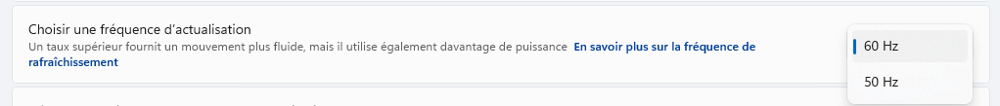 Choisir une fréquence d’actualisation
Un taux supérieur fournit un mouvement plus fluide, mais il utilise également davantage de puissance En savoir plus sur la fréquence de
rafraîchissement
60 Hz
50 Hz